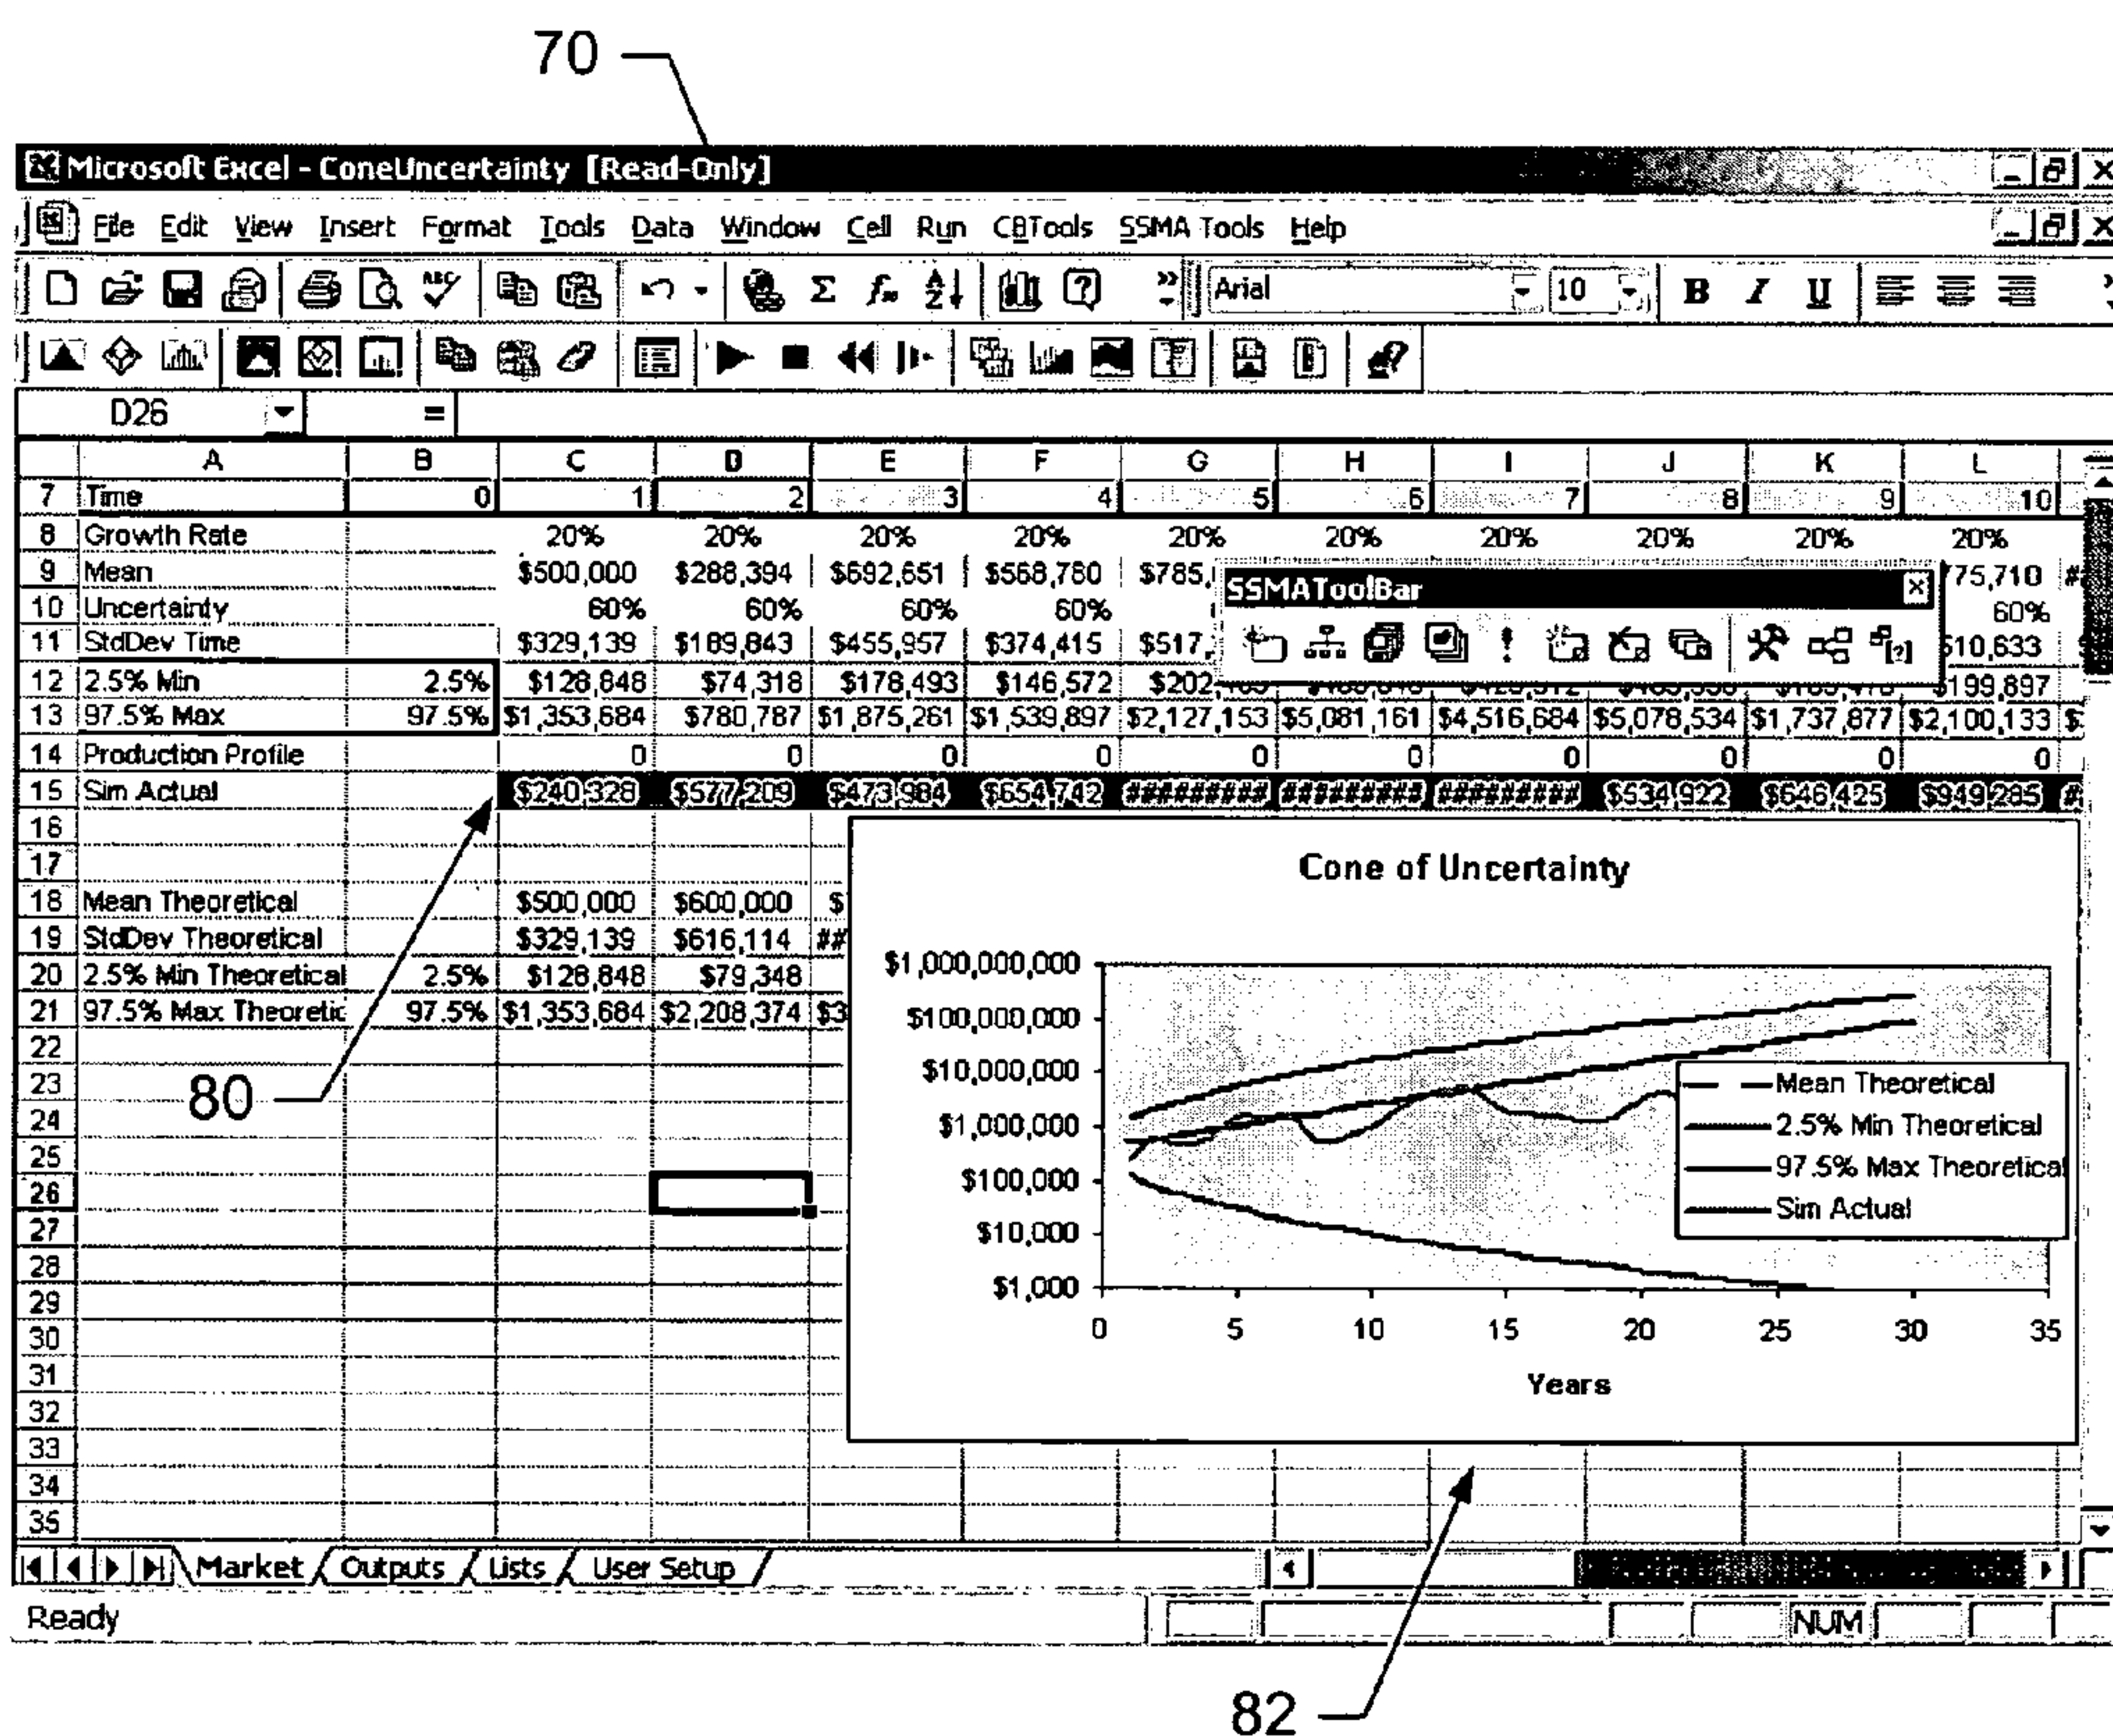 70
Microsoft Excel - ConeUncertainty [Read-Only]
File Edit View Insert Format Tools Data Window Cell Run CBTools SSMA Tools Help
Arial 10 B I U
D26 =
A B C D E F G H I J K L
7 Time 0 1 2 3 4 5 6 7 8 9 10
8 Growth Rate 20% 20% 20% 20% 20% 20% 20% 20% 20% 20%
9 Mean $500,000 $288,394 $692,651 $568,780 $785, 775,710 #
SSMAToolBar
10 Uncertainty 60% 60% 60% 60% 60%
11 StdDev Time $329,139 $189,843 $455,957 $374,415 $517, 510,633
12 2.5% Min 2.5% $128,848 $74,318 $178,493 $146,572 $199,897
13 97.5% Max 97.5% $1,353,684 $780,787 $1,875,261 $1,539,897 $2,127,153 $5,081,161 $4,516,684 $5,078,534 $1,737,877 $2,100,133
14 Production Profile 0 0 0 0 0 0 0 0 0 0
15 Sim Actual $240,328 $577,209 $473,984 $654,742 ######### ######### ######### $534,922 $646,425 $949,285 #
16
17
Cone of Uncertainty
18 Mean Theoretical $500,000 $600,000 $
19 StdDev Theoretical $329,139 $616,114 ##
20 2.5% Min Theoretical 2.5% $128,848 $79,348
21 97.5% Max Theoretic 97.5% $1,353,684 $2,208,374 $3
22
23
24
25
26
27
28
29
30
31
32
33
34
35
80
$1,000,000,000
$100,000,000
$10,000,000
$1,000,000
$100,000
$10,000
$1,000
Mean Theoretical
2.5% Min Theoretical
97.5% Max Theoretical
Sim Actual
0 5 10 15 20 25 30 35
Years
Market Outputs Lists User Setup
Ready NUM
82